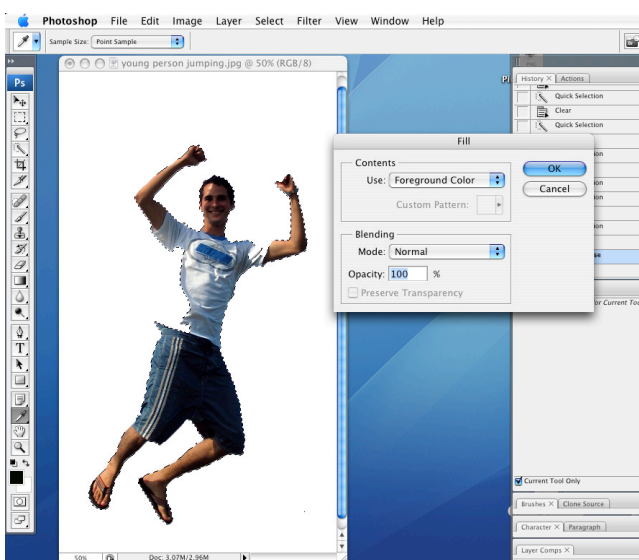 Photoshop File Edit Image Layer Select Filter View Window Help
Sample Size: Point Sample
young person jumping.jpg @ 50% (RGB/8)
Ps
History × Actions
Quick Selection
Clear
Quick Selection
Fill
Contents
Use: Foreground Color
Custom Pattern:
OK
Cancel
Blending
Mode: Normal
Opacity: 100 %
Preserve Transparency
or Current Too
T
Current Tool Only
Brushes × Clone Source
Character × Paragraph
Layer Comps ×
50% Doc: 3.07M/2.96M